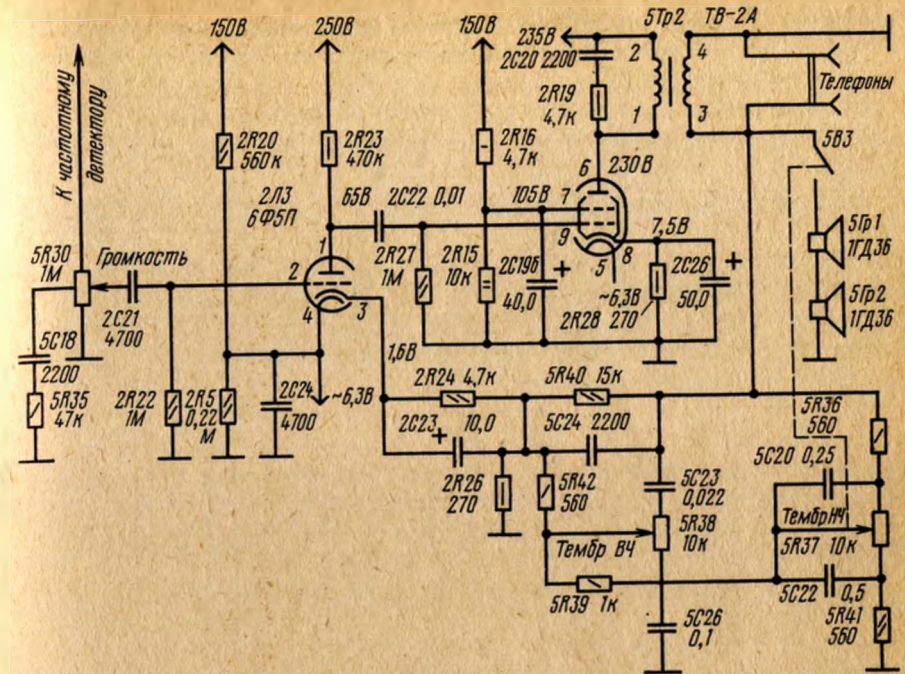 150В
250В
150В
235В
2С20 2200
5Тр2
ТВ-2А
2
4
Телефоны
К частотному
детектору
2R20
560к
2R23
470к
2R16
4,7к
2R19
4,7к
1
3
5В3
2Л3
6Ф5П
65В
2С22 0,01
105В
6
230В
7
9
8
7,5В
5
5R30
1М
Громкость
2С21
4700
1
2
4
3
2R27
1М
2R15
10к
2С19б
40,0
~6,3В
2R28
270
2С26
50,0
5Гр1
1ГД36
5Гр2
1ГД36
5С18
2200
5R35
47к
2R22
1М
2R5
0,22
М
2С24
4700
~6,3В
1,6В
2R24 4,7к
2С23
10,0
2R26
270
5R40 15к
5С24 2200
5R42
560
5С23
0,022
5R38
10к
Тембр ВЧ
5R39 1к
5С26
0,1
5R36
560
5С20 0,25
Тембр НЧ
5R37 10к
5С22 0,5
5R41
560